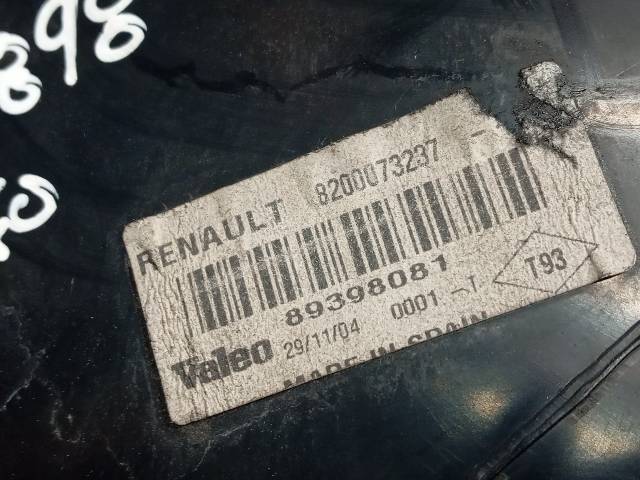 898
RENAULT 8200073237 -
89398081
T93
Valeo 29/11/04 0001 -T
MADE IN SPAIN